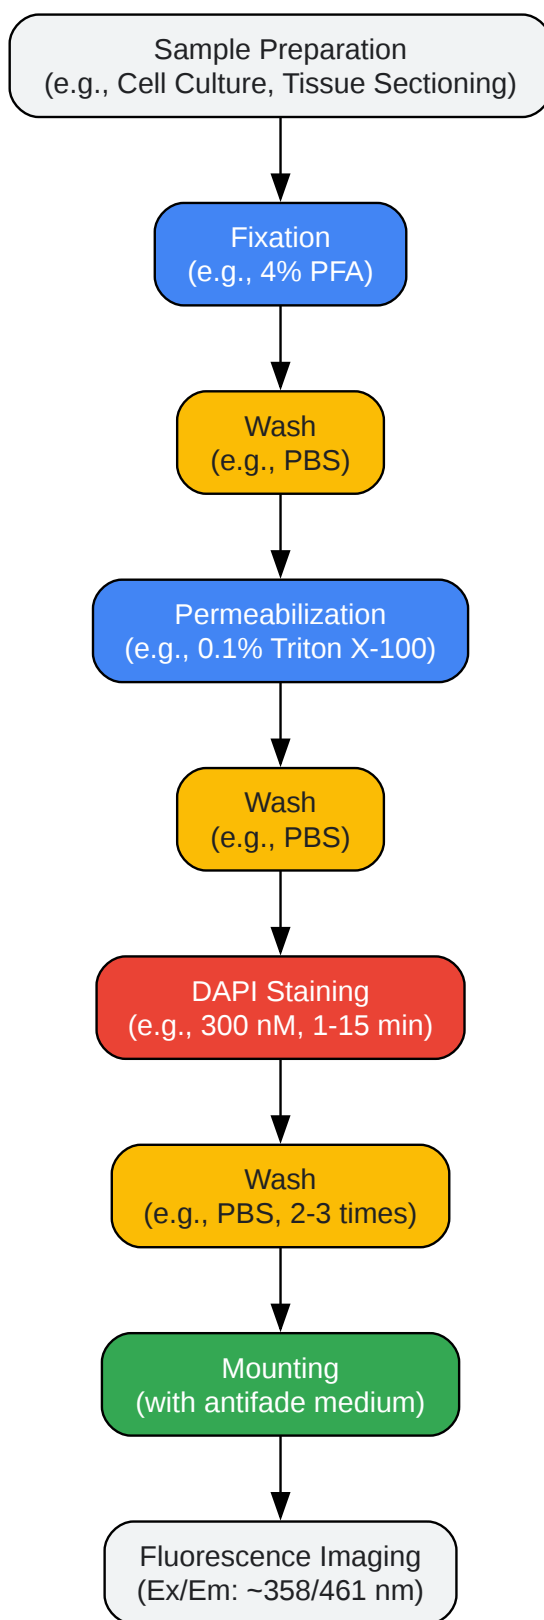 Sample Preparation
(e.g., Cell Culture, Tissue Sectioning)
Fixation
(e.g., 4% PFA)
Wash
(e.g., PBS)
Permeabilization
(e.g., 0.1% Triton X-100)
Wash
(e.g., PBS)
DAPI Staining
(e.g., 300 nM, 1-15 min)
Wash
(e.g., PBS, 2-3 times)
Mounting
(with antifade medium)
Fluorescence Imaging
(Ex/Em: ~358/461 nm)